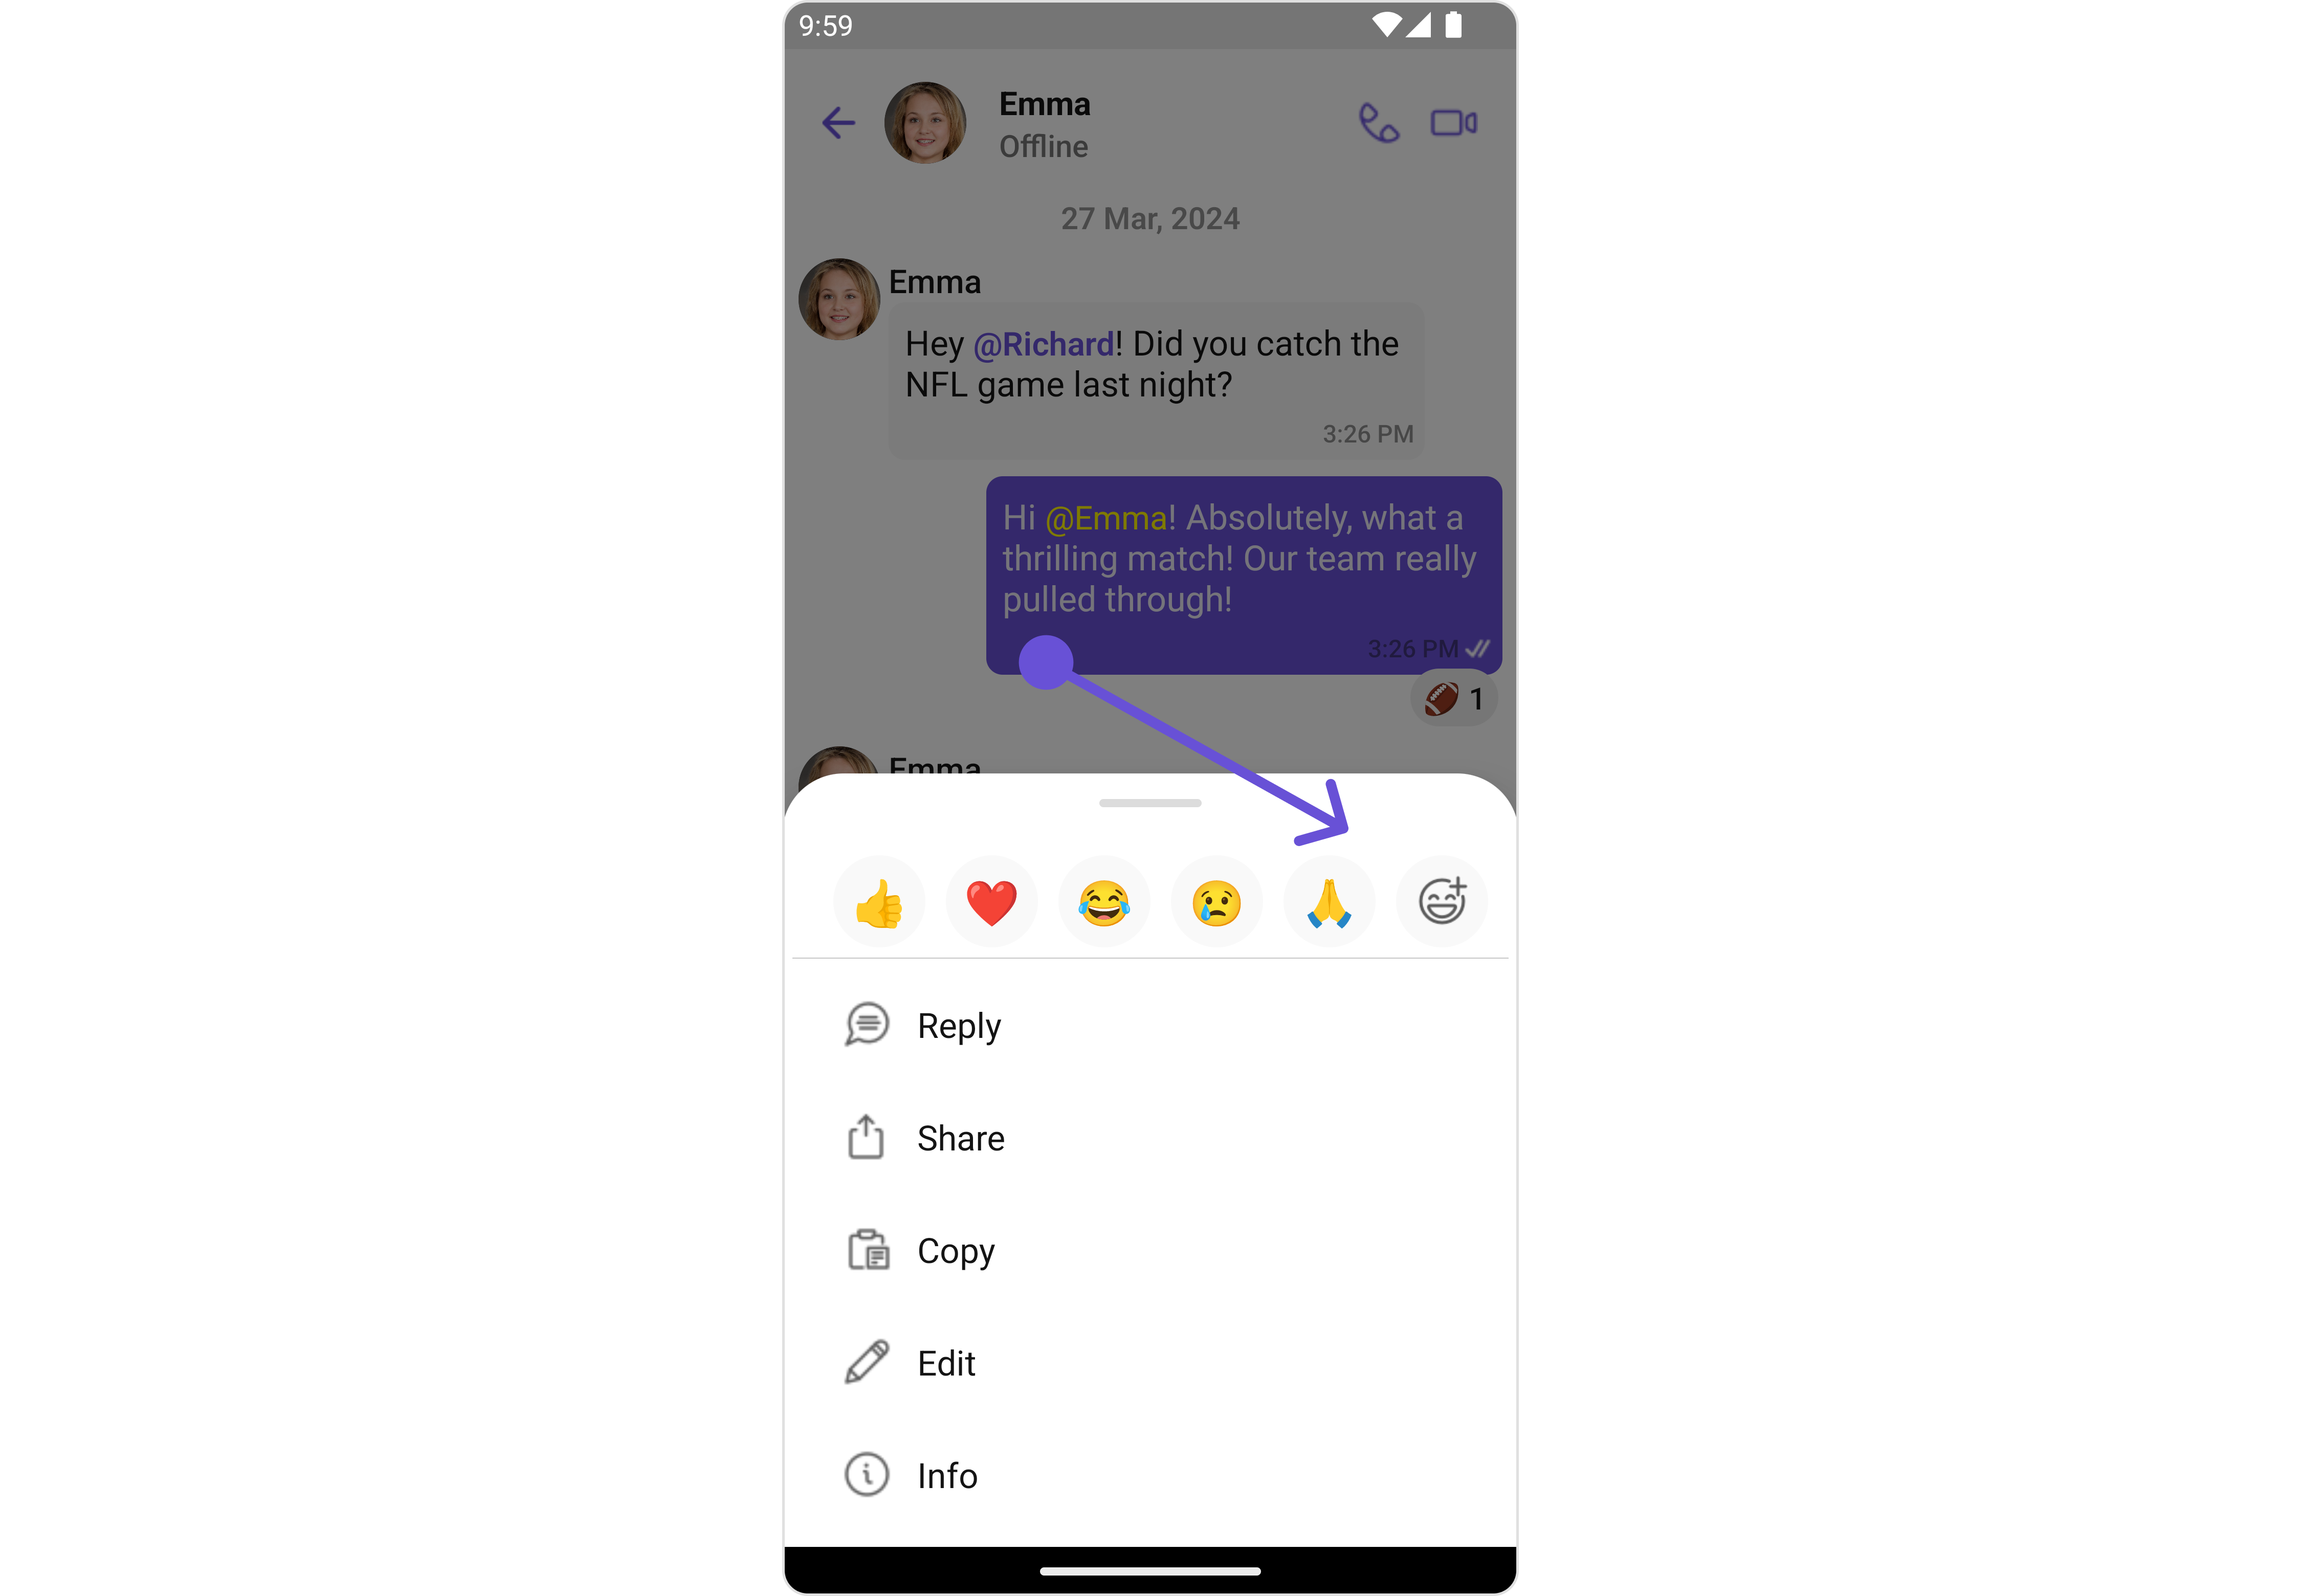 9:59
Emma
Offline
27 Mar, 2024
Emma
Hey @Richard! Did you catch the
NFL game last night?
3:26 PM
Hi @Emma! Absolutely, what a
thrilling match! Our team really
pulled through!
3:26 PM
1
Emma
Reply
Share
Copy
Edit
Info